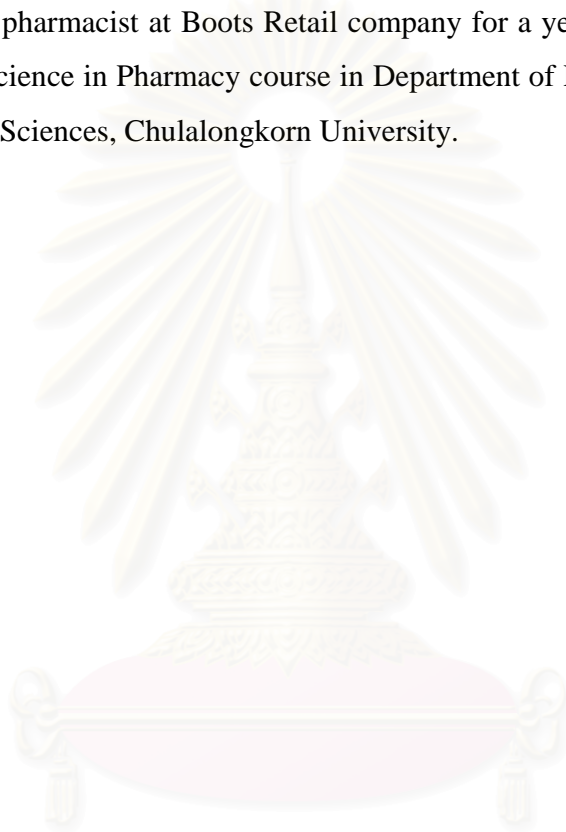 pharmacist at Boots Retail company for a ye
cience in Pharmacy course in Department of
Sciences, Chulalongkorn University.